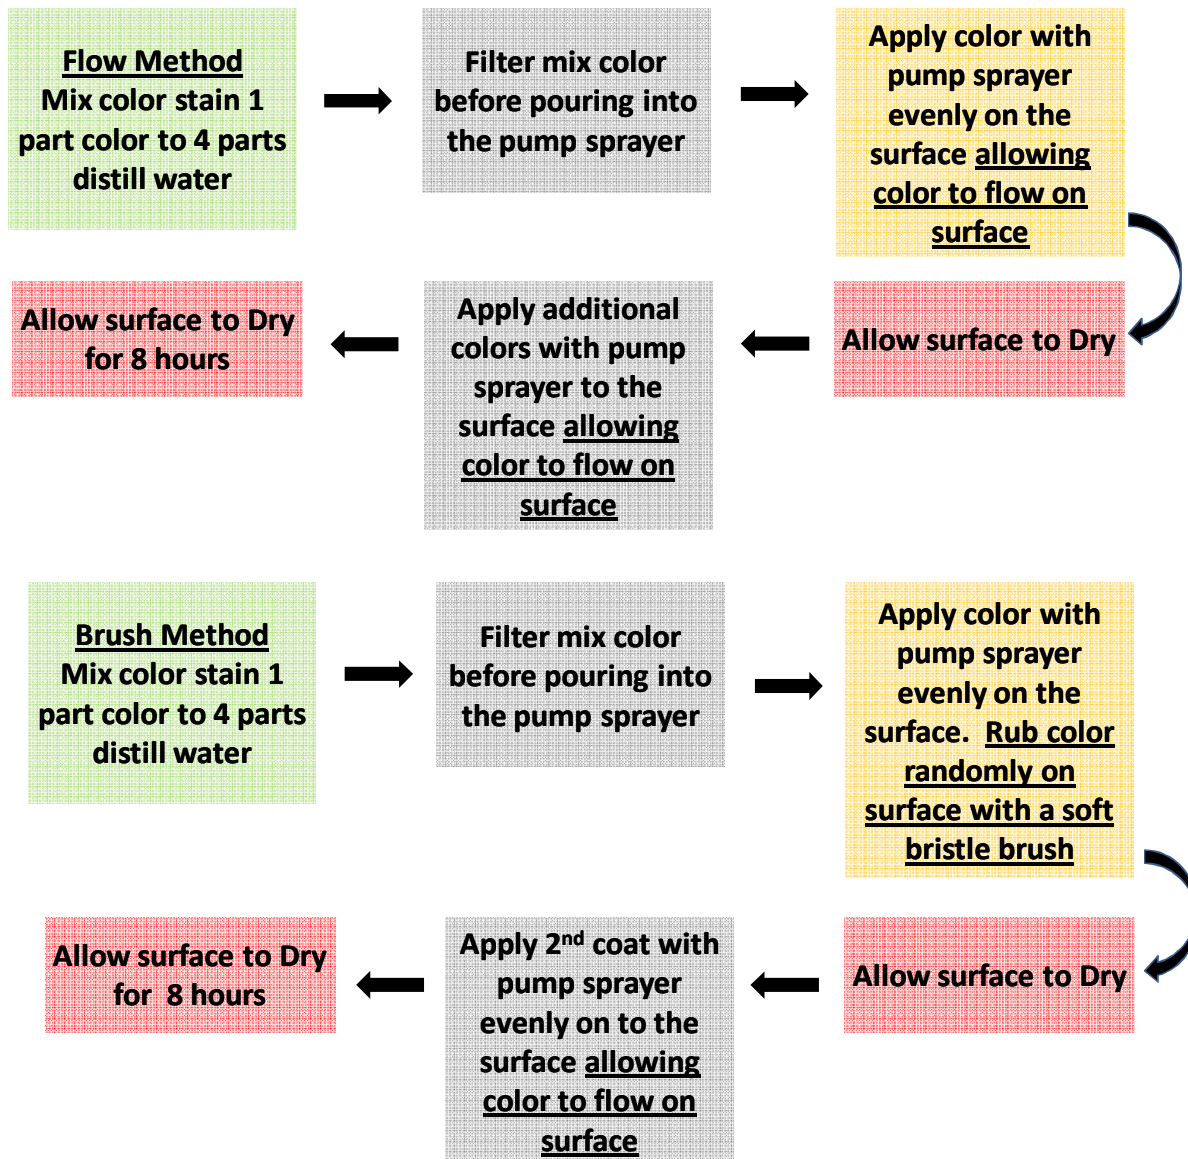 Flow Method
Mix color stain 1
part color to 4 parts
distill water
Filter mix color
before pouring into
the pump sprayer
Apply color with
pump sprayer
evenly on the
surface allowing
color to flow on
surface
Allow surface to Dry
Apply additional
colors with pump
sprayer to the
surface allowing
color to flow on
surface
Allow surface to Dry
for 8 hours
Brush Method
Mix color stain 1
part color to 4 parts
distill water
Filter mix color
before pouring into
the pump sprayer
Apply color with
pump sprayer
evenly on the
surface.  Rub color
randomly on
surface with a soft
bristle brush
Allow surface to Dry
Apply 2nd coat with
pump sprayer
evenly on to the
surface allowing
color to flow on
surface
Allow surface to Dry
for  8 hours